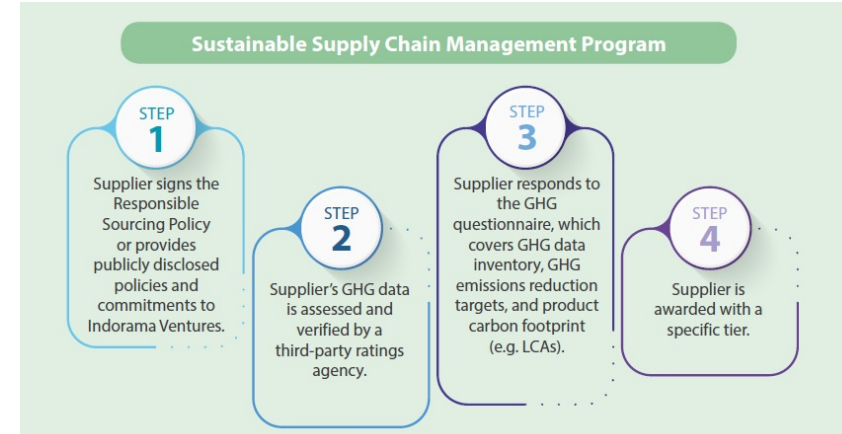 Sustainable Supply Chain Management Program
STEP
1
Supplier signs the
Responsible
Sourcing Policy
or provides
publicly disclosed
policies and
commitments to
Indorama Ventures.
STEP
2
Supplier's GHG data
is assessed and
verified by a
third-party ratings
agency.
STEP
3
Supplier responds to
the GHG
questionnaire, which
covers GHG data
inventory, GHG
emissions reduction
targets, and product
carbon footprint
(e.g. LCAs).
STEP
4
Supplier is
awarded with a
specific tier.